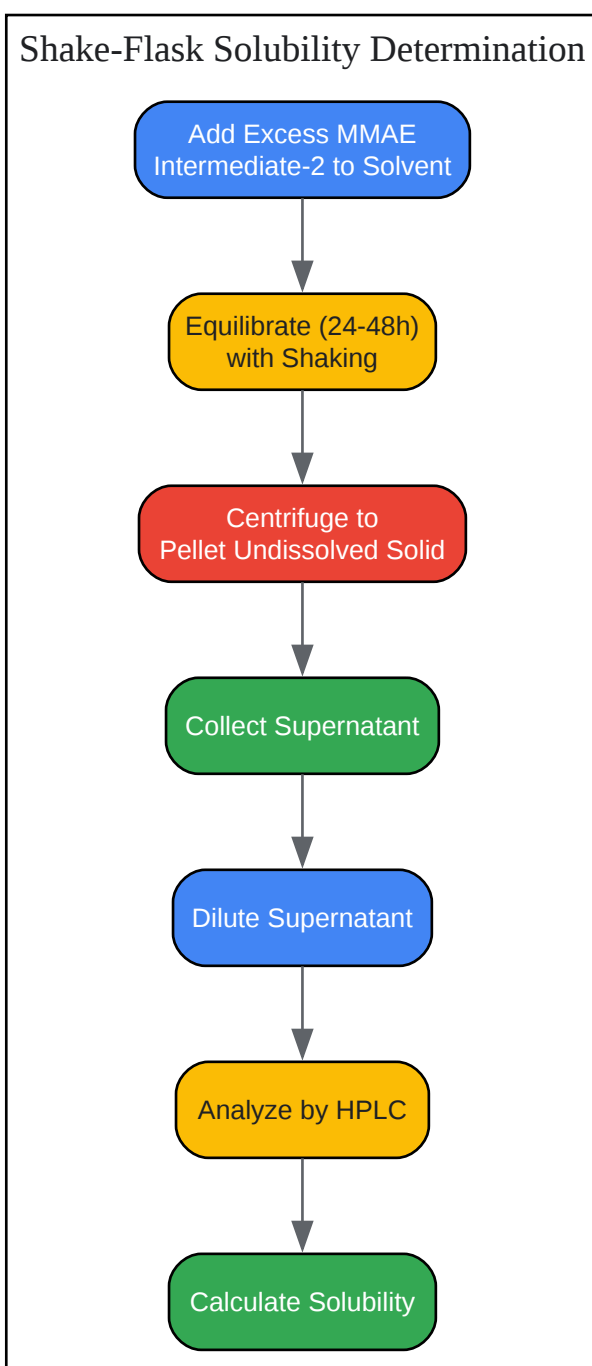 Shake-Flask Solubility Determination
Add Excess MMAE
Intermediate-2 to Solvent
Equilibrate (24-48h)
with Shaking
Centrifuge to
Pellet Undissolved Solid
Collect Supernatant
Dilute Supernatant
Analyze by HPLC
Calculate Solubility